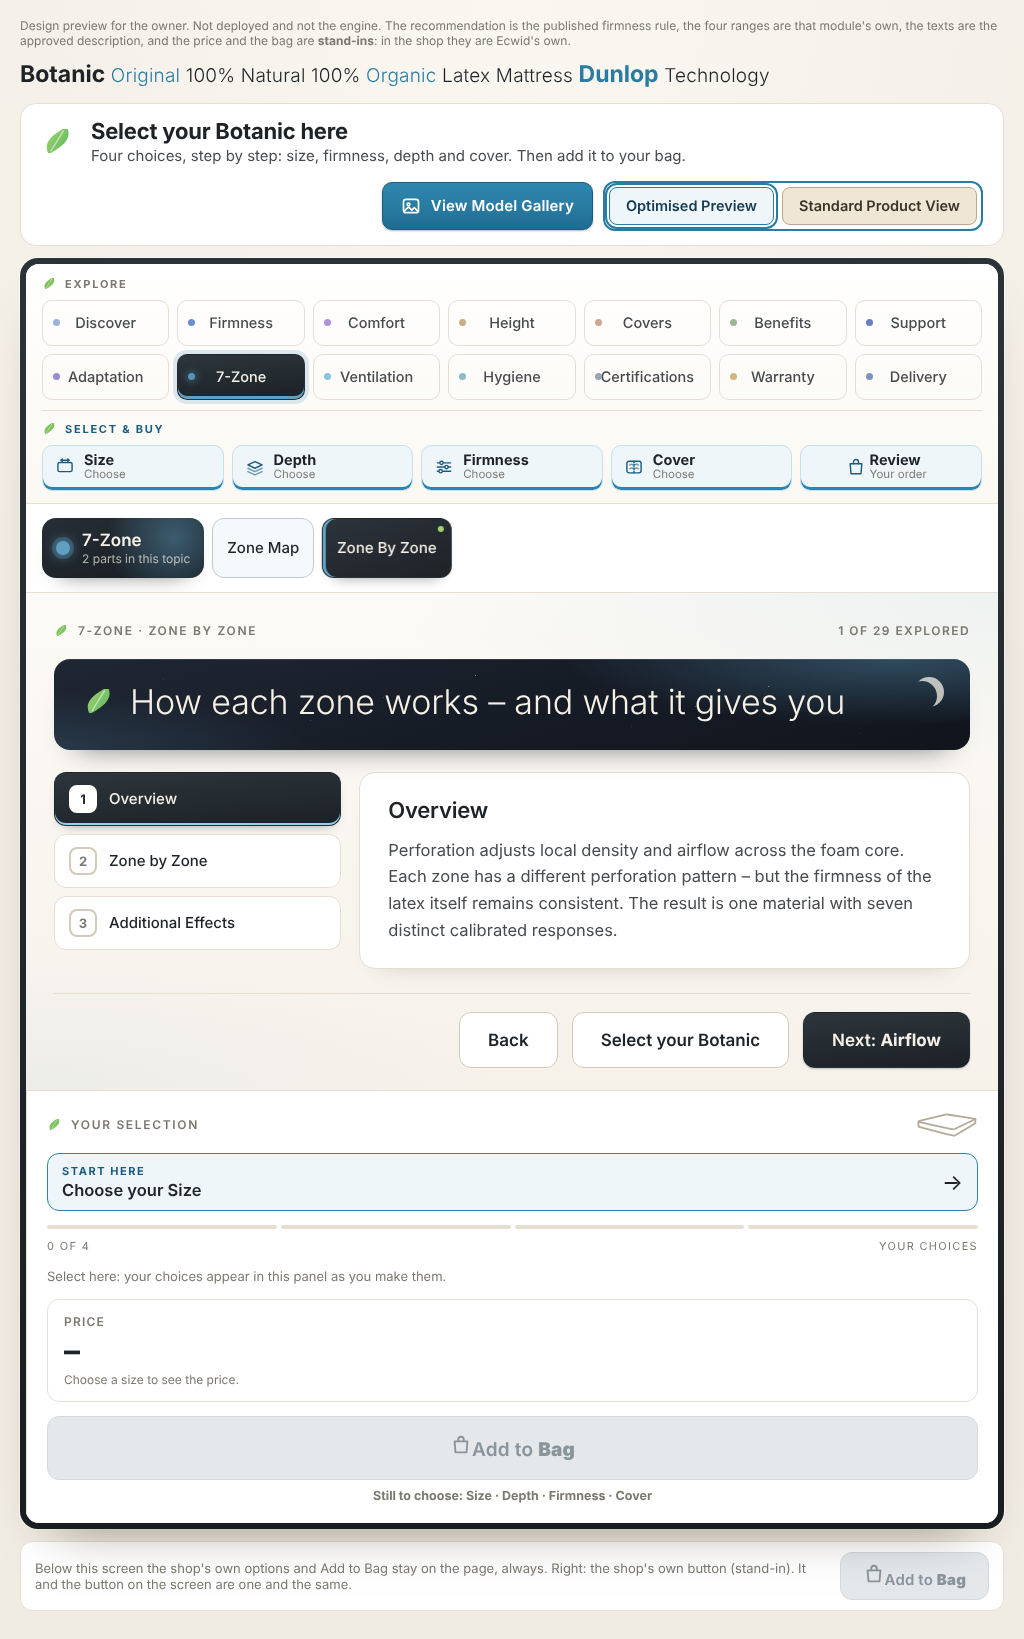 Design preview for the owner. Not deployed and not the engine. The recommendation is the published firmness rule, the four ranges are that module's own, the texts are the
approved description, and the price and the bag are stand-ins: in the shop they are Ecwid's own.
Botanic Original 100% Natural 100% Organic Latex Mattress Dunlop Technology
Select your Botanic here
Four choices, step by step: size, firmness, depth and cover. Then add it to your bag.
View Model Gallery
Optimised Preview
Standard Product View
EXPLORE
Discover
Firmness
Comfort
Height
Covers
Benefits
Support
Adaptation
7-Zone
Ventilation
Hygiene
Certifications
Warranty
Delivery
SELECT & BUY
Size
Choose
Depth
Choose
Firmness
Choose
Cover
Choose
Review
Your order
7-Zone
2 parts in this topic
Zone Map
Zone By Zone
7-ZONE · ZONE BY ZONE
1 OF 29 EXPLORED
How each zone works – and what it gives you
1 Overview
2 Zone by Zone
3 Additional Effects
Overview
Perforation adjusts local density and airflow across the foam core.
Each zone has a different perforation pattern – but the firmness of the
latex itself remains consistent. The result is one material with seven
distinct calibrated responses.
Back
Select your Botanic
Next: Airflow
YOUR SELECTION
START HERE
Choose your Size
0 OF 4
YOUR CHOICES
Select here: your choices appear in this panel as you make them.
PRICE
–
Choose a size to see the price.
Add to Bag
Still to choose: Size · Depth · Firmness · Cover
Below this screen the shop's own options and Add to Bag stay on the page, always. Right: the shop's own button (stand-in). It
and the button on the screen are one and the same.
Add to Bag